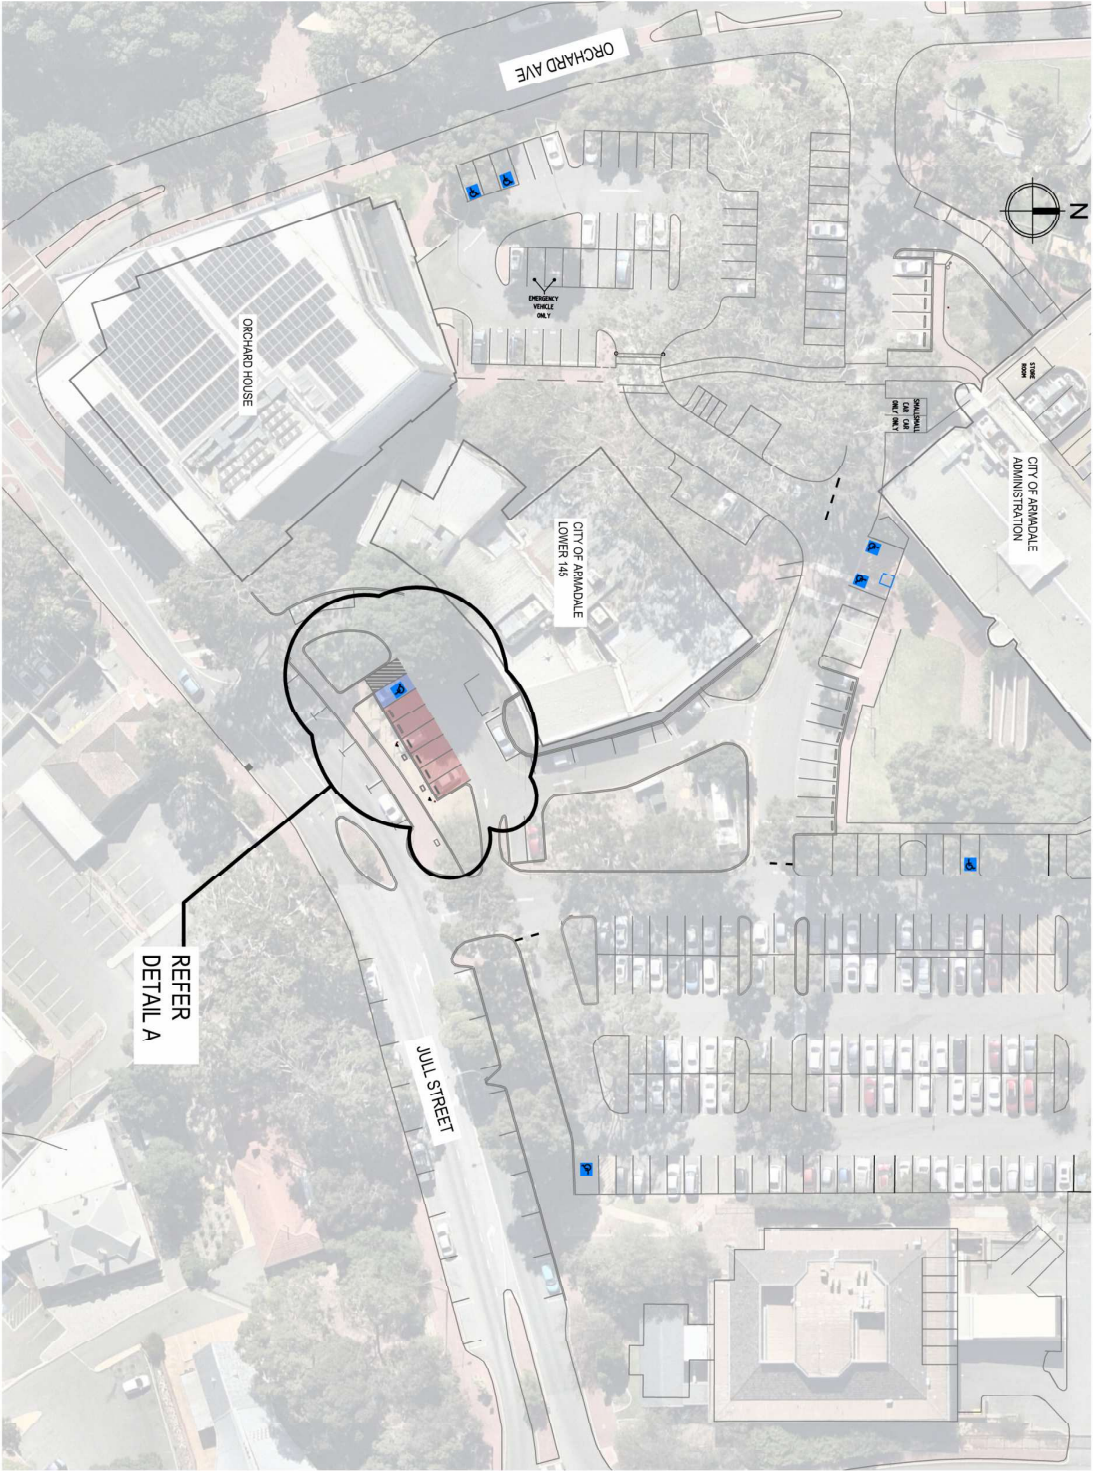 ORCHARD AVE
N
EMERGENCY
VEHICLE
ONLY
ORCHARD HOUSE
STORE
ROOM
SMALL SMALL
CAR CAR
ONLY ONLY
CITY OF ARMADALE
ADMINISTRATION
CITY OF ARMADALE
LOWER 145
REFER
DETAIL A
JULL STREET